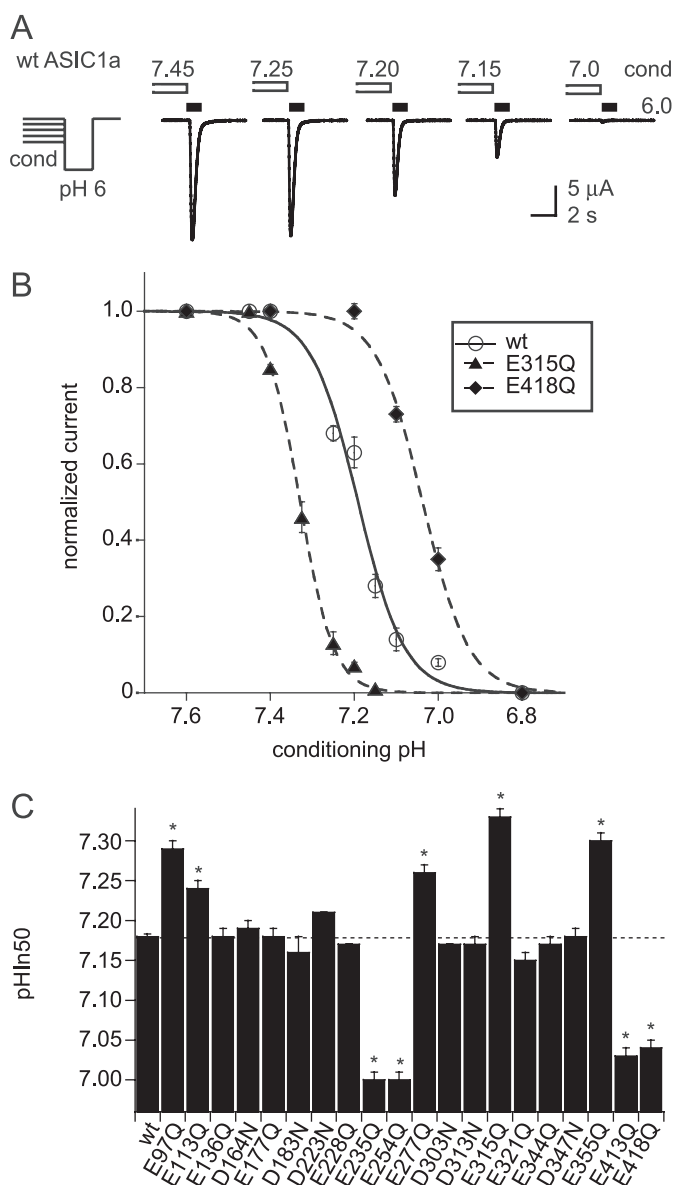 A
wt ASIC1a
7.45 7.25 7.20 7.15 7.0 cond
6.0
cond
pH 6
5 μA
2 s
B
1.0
0.8
0.6
0.4
0.2
0
normalized current
wt
E315Q
E418Q
7.6 7.4 7.2 7.0 6.8
conditioning pH
C
* * * * * * * * *
7.30
7.25
7.20
7.15
7.10
7.05
7.00
pHIn50
wt
E97Q
E113Q
E136Q
D164N
E177Q
D183N
D223N
E228Q
E235Q
E254Q
E277Q
D303N
D313N
E315Q
E321Q
E344Q
D347N
E355Q
E413Q
E418Q